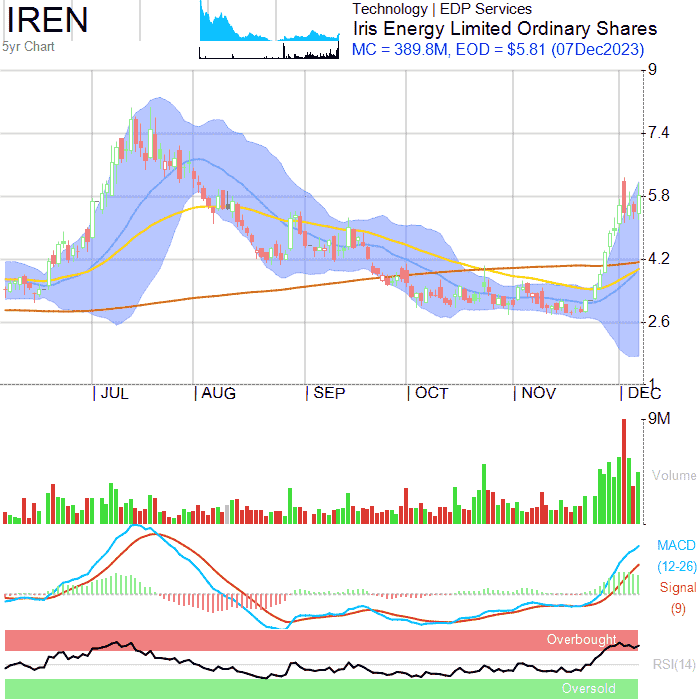 IREN
5yr Chart
Technology | EDP Services
Iris Energy Limited Ordinary Shares
MC = 389.8M, EOD = $5.81 (07Dec2023)
9
7.4
5.8
4.2
2.6
1
JUL AUG SEP OCT NOV DEC
9M
Volume
MACD
(12-26)
Signal
(9)
Overbought
RSI(14)
Oversold